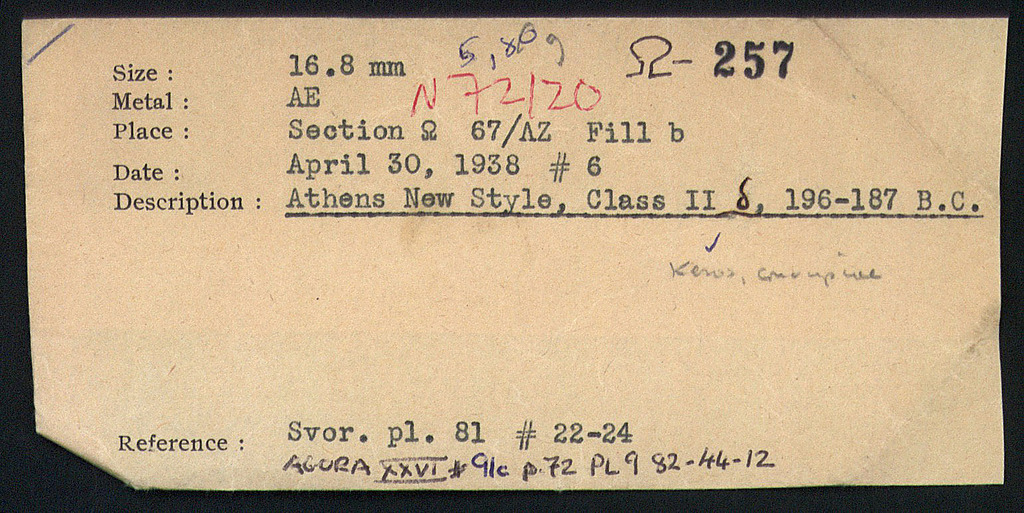 5,80 g Ω- 257
Size : 16.8 mm
N72120
Metal : AE
Place : Section Ω 67/ΛZ Fill b
Date : April 30, 1938 # 6
Description : Athens New Style, Class II δ, 196-187 B.C.
✓
Reference : Svor. pl. 81 # 22-24
AGORA XXVI # 91c p.72 PL 9 82-44-12